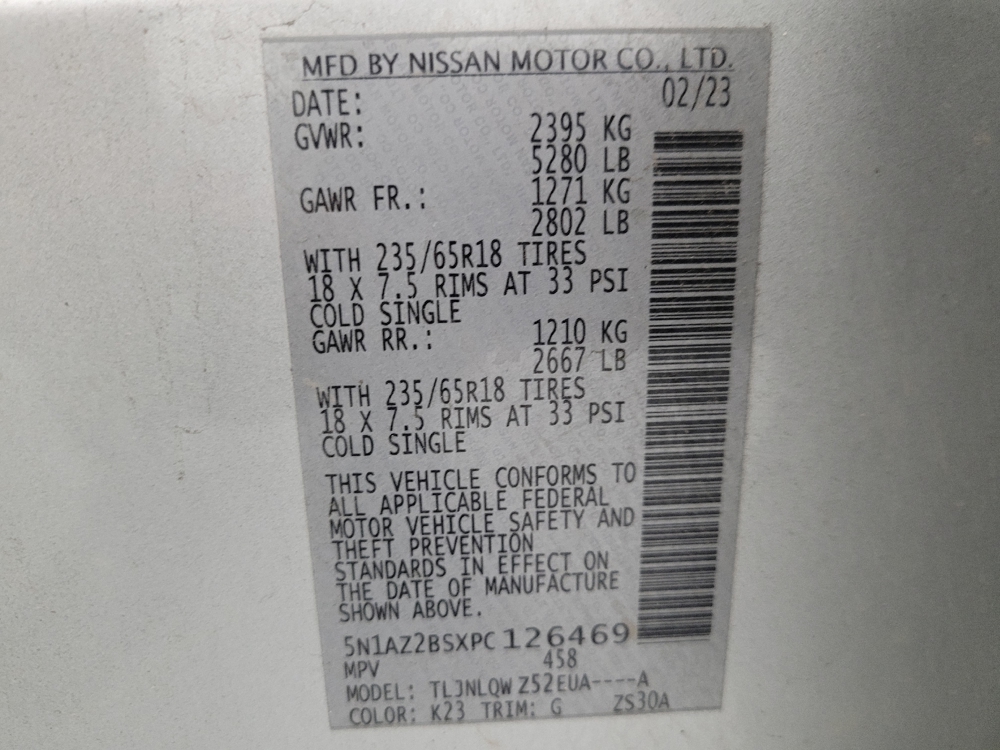 MFD BY NISSAN MOTOR CO., LTD.
DATE: 02/23
GVWR: 2395 KG
5280 LB
GAWR FR.: 1271 KG
2802 LB
WITH 235/65R18 TIRES
18 X 7.5 RIMS AT 33 PSI
COLD SINGLE
GAWR RR.: 1210 KG
2667 LB
WITH 235/65R18 TIRES
18 X 7.5 RIMS AT 33 PSI
COLD SINGLE
THIS VEHICLE CONFORMS TO
ALL APPLICABLE FEDERAL
MOTOR VEHICLE SAFETY AND
THEFT PREVENTION
STANDARDS IN EFFECT ON
THE DATE OF MANUFACTURE
SHOWN ABOVE.
5N1AZ2BSXPC126469
MPV 458
MODEL: TLJNLQWZ52EUA----A
COLOR: K23 TRIM: G ZS30A